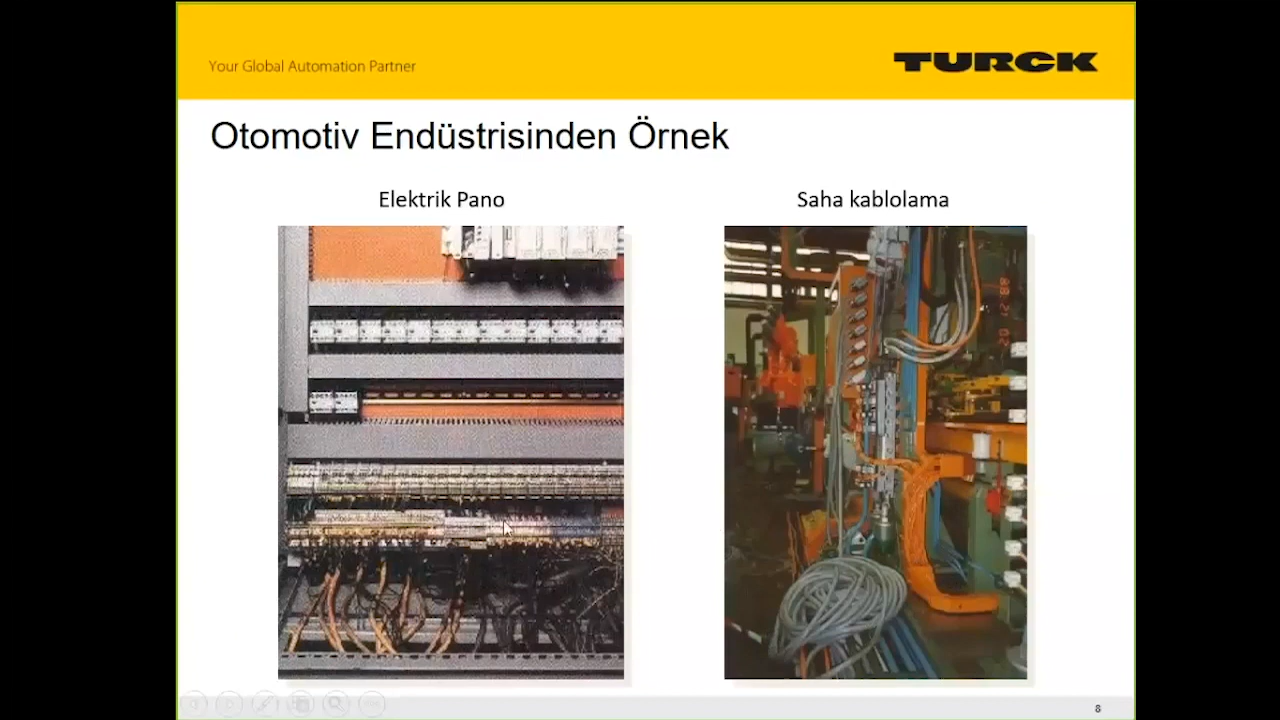 Your Global Automation Partner
TURCK
Otomotiv Endüstrisinden Örnek
Elektrik Pano
Saha kablolama
8